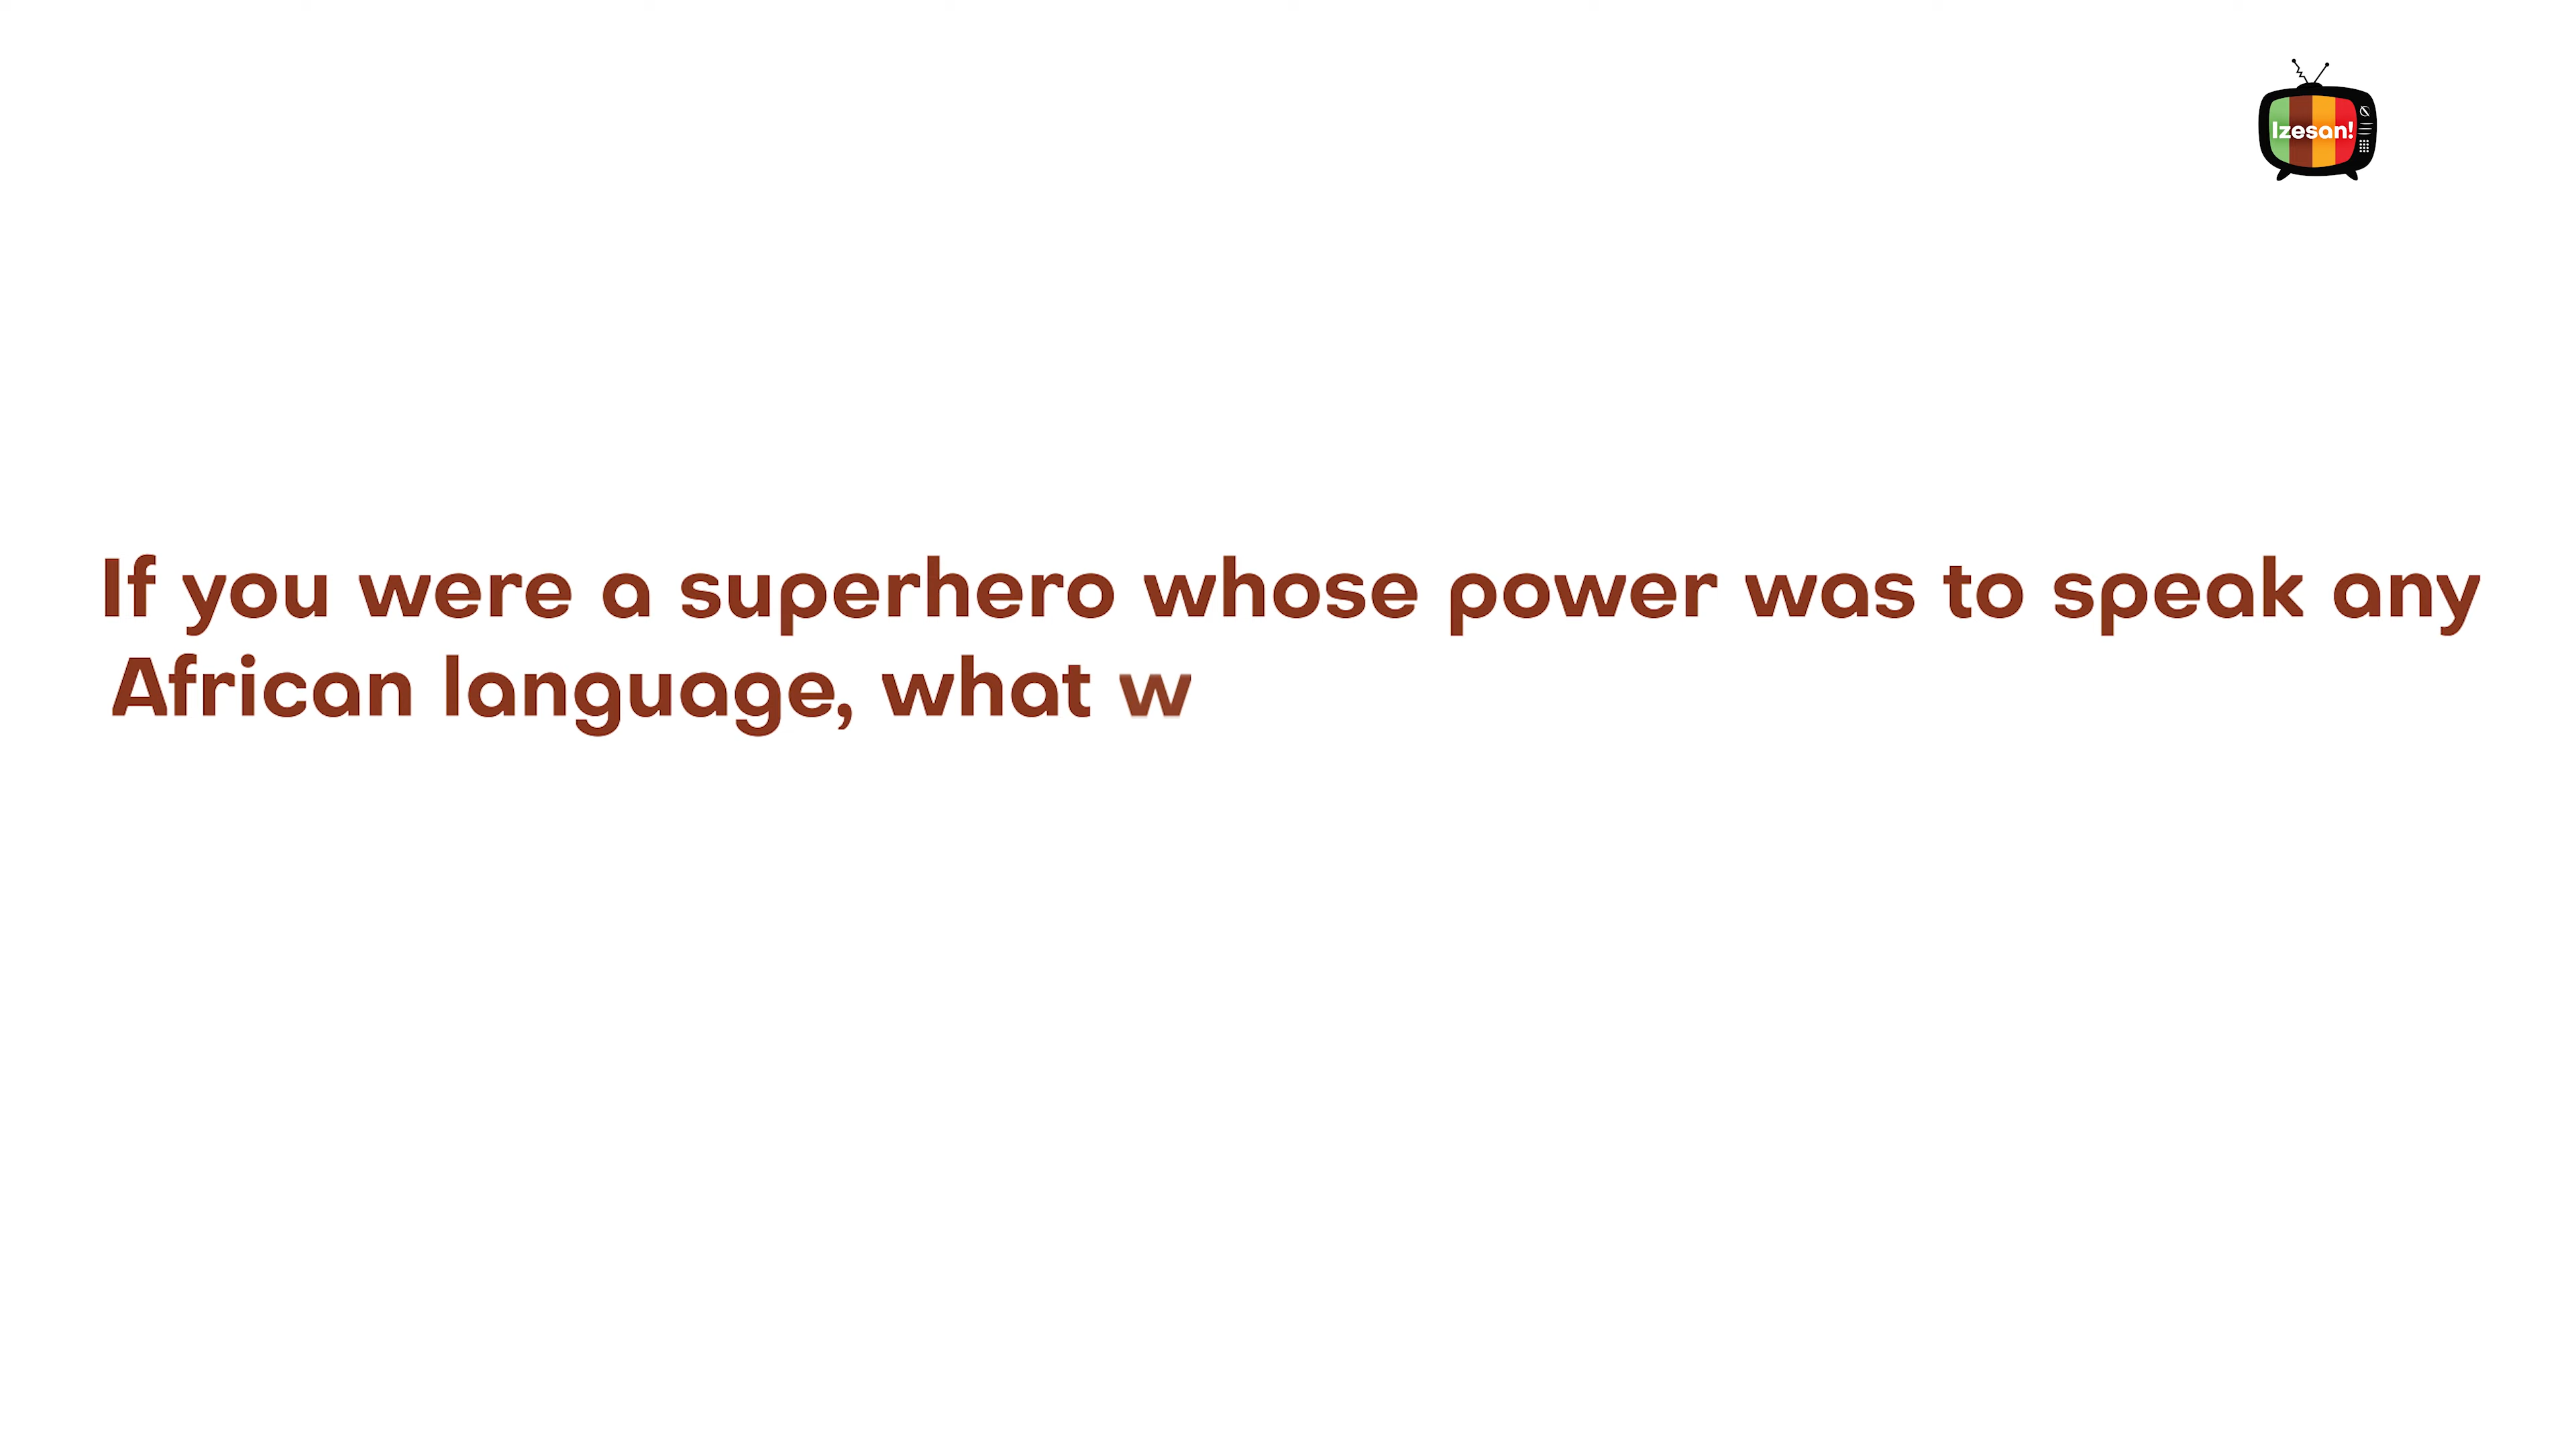 Izesan!
If you were a superhero whose power was to speak any
African language, what w